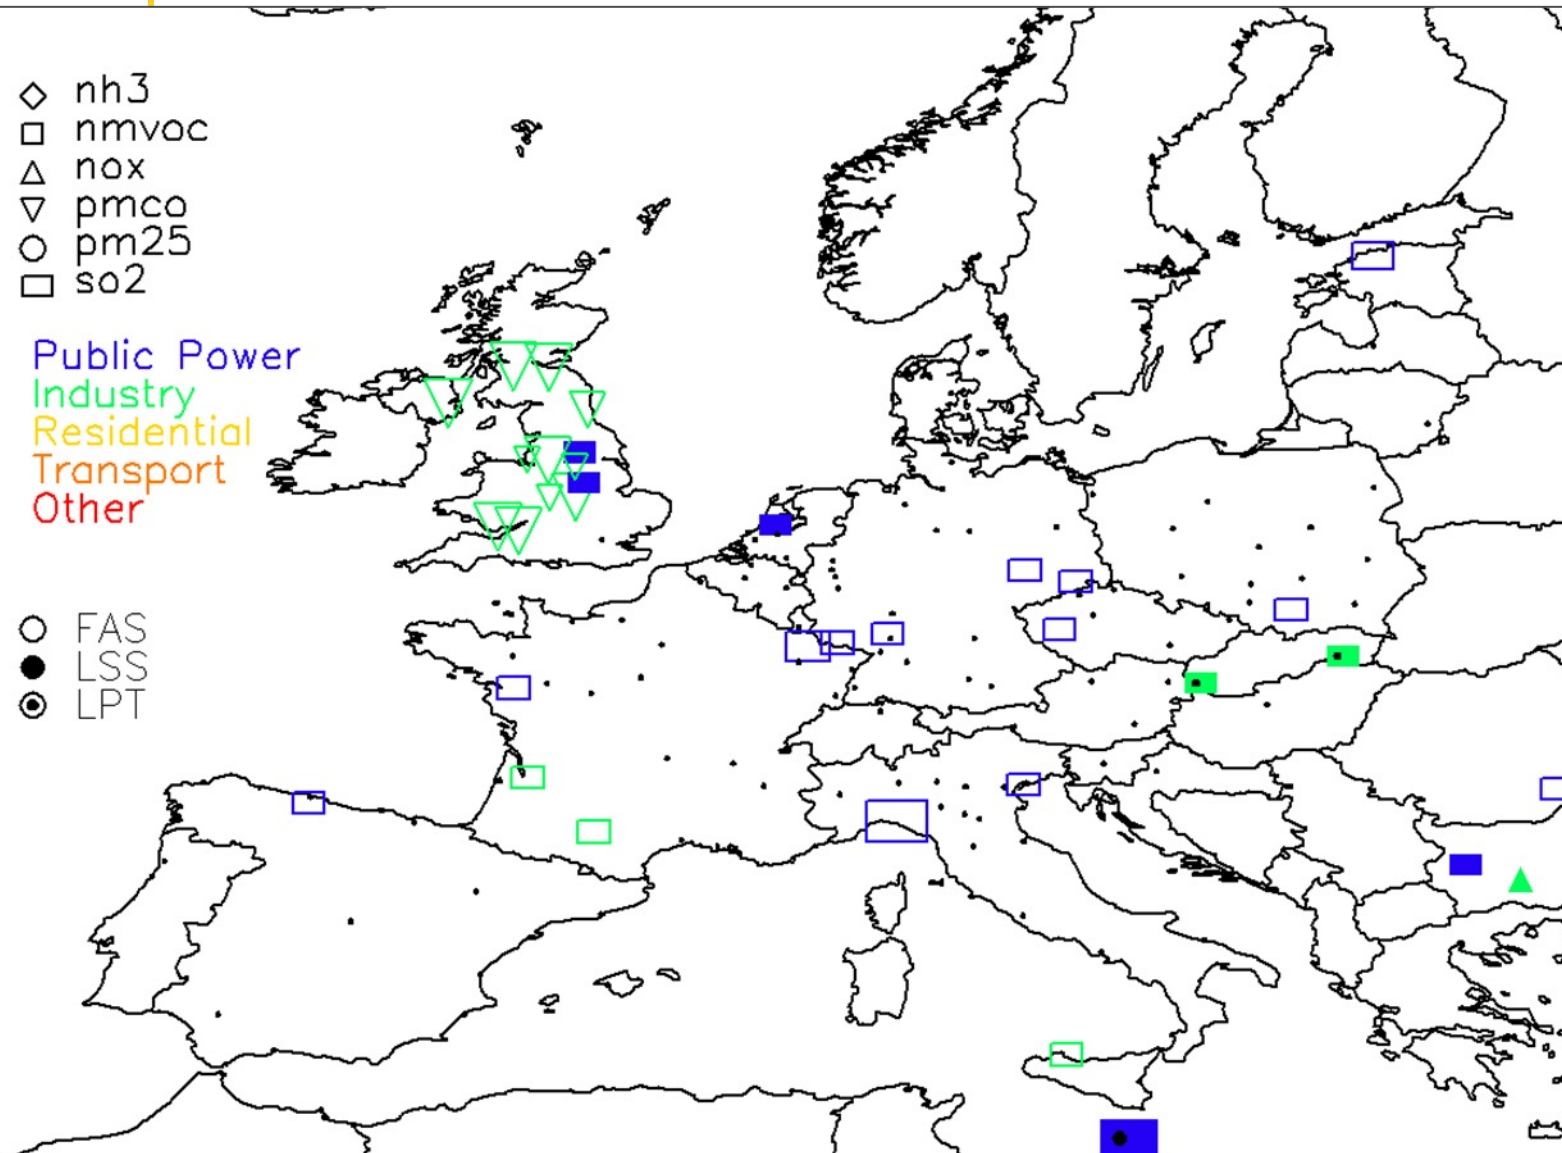 nh3
nmvoc
nox
pmco
pm25
so2
Public Power
Industry
Residential
Transport
Other
FAS
LSS
LPT